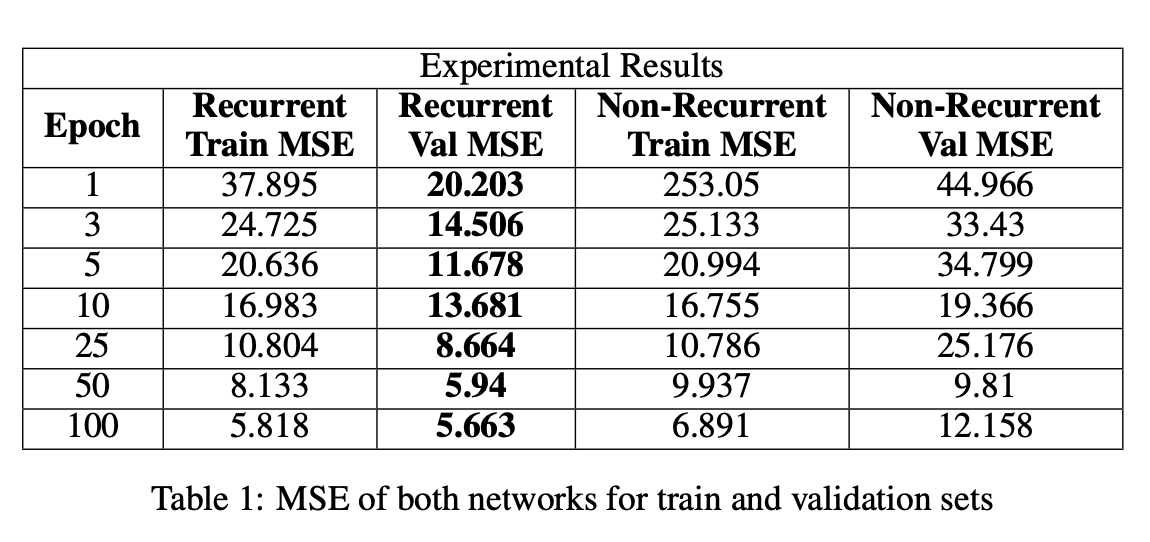 Experimental Results
Epoch Recurrent Train MSE Recurrent Val MSE Non-Recurrent Train MSE Non-Recurrent Val MSE
1 37.895 20.203 253.05 44.966
3 24.725 14.506 25.133 33.43
5 20.636 11.678 20.994 34.799
10 16.983 13.681 16.755 19.366
25 10.804 8.664 10.786 25.176
50 8.133 5.94 9.937 9.81
100 5.818 5.663 6.891 12.158
Table 1: MSE of both networks for train and validation sets